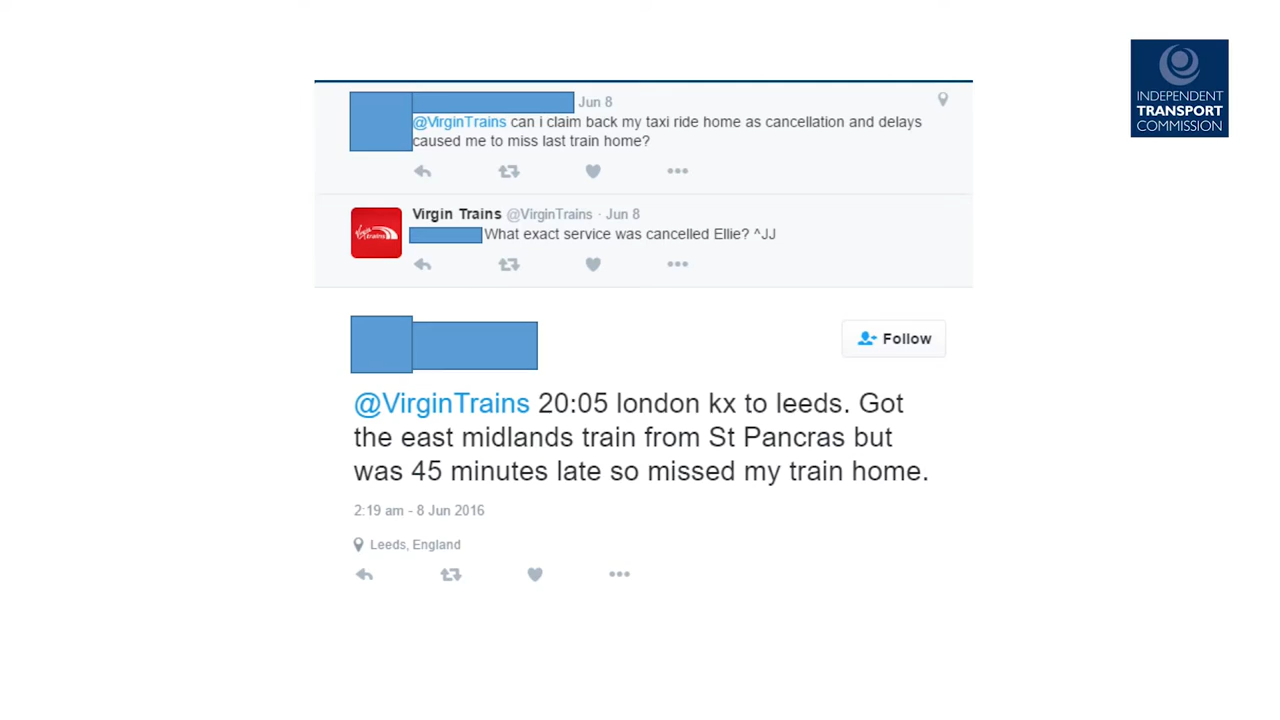 Jun 8
@VirginTrains can i claim back my taxi ride home as cancellation and delays
caused me to miss last train home?
Virgin Trains @VirginTrains · Jun 8
What exact service was cancelled Ellie? ^JJ
Follow
@VirginTrains 20:05 london kx to leeds. Got
the east midlands train from St Pancras but
was 45 minutes late so missed my train home.
2:19 am - 8 Jun 2016
Leeds, England
INDEPENDENT
TRANSPORT
COMMISSION
Virgin
trains